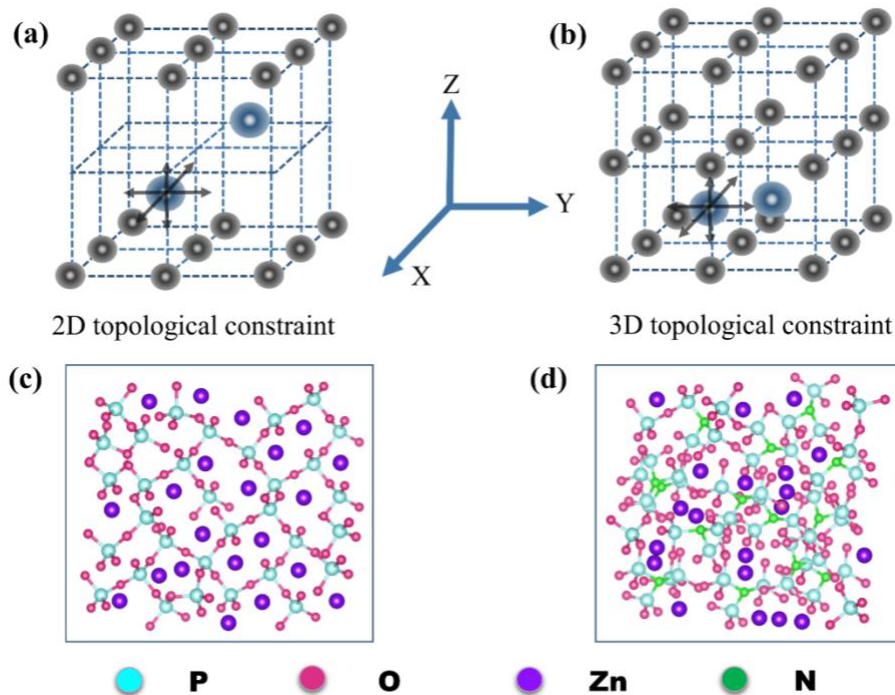 (a)
(b)
Z
Y
X
2D topological constraint
3D topological constraint
(c)
(d)
P
O
Zn
N